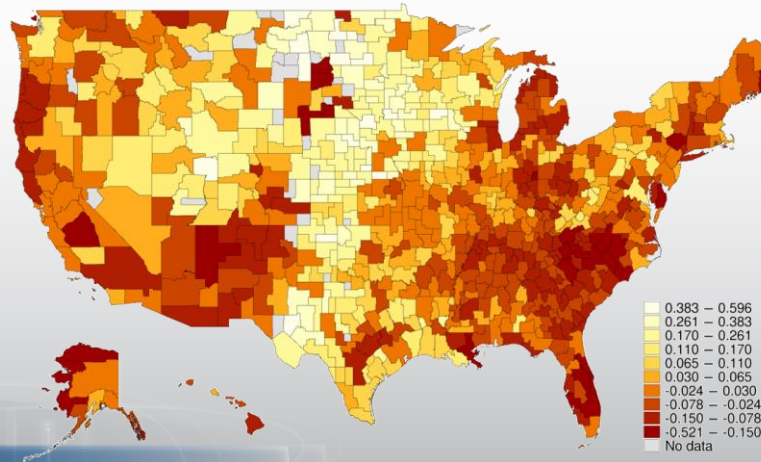 0.383 – 0.596
0.261 – 0.383
0.170 – 0.261
0.110 – 0.170
0.065 – 0.110
0.030 – 0.065
-0.024 – 0.030
-0.078 – -0.024
-0.150 – -0.078
-0.521 – -0.150
No data